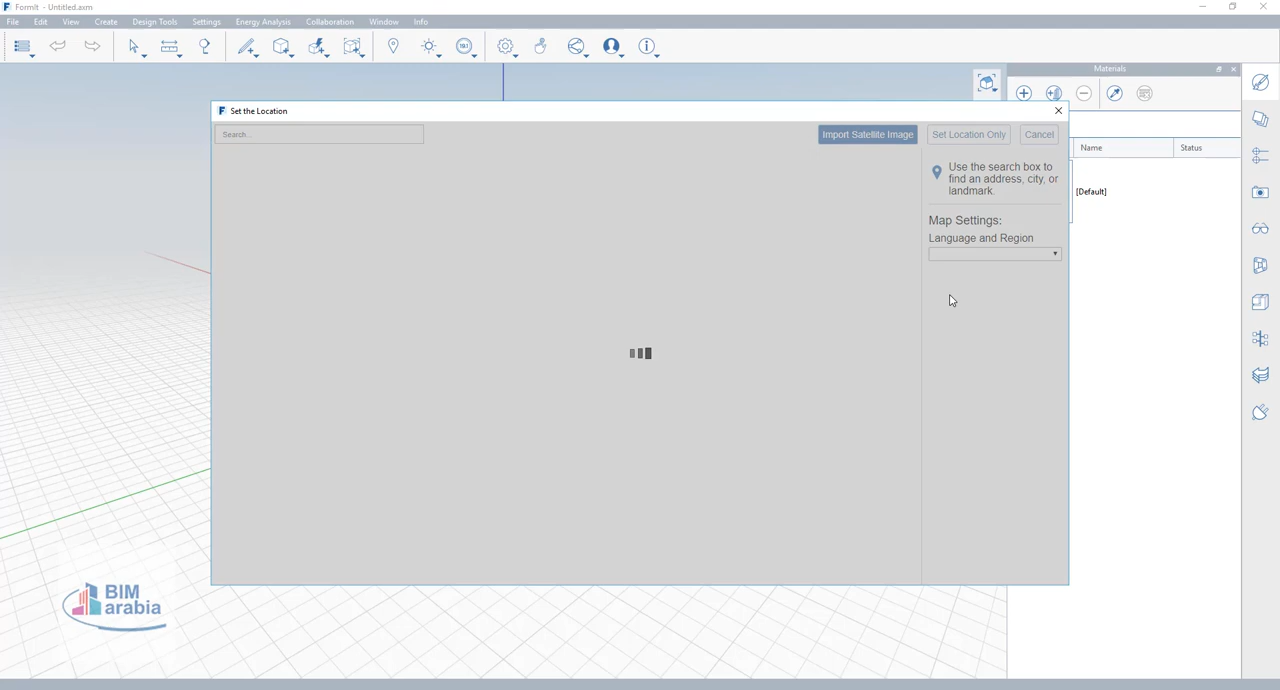 FormIt - Untitled.axm
File Edit View Create Design Tools Settings Energy Analysis Collaboration Window Info
Materials
Set the Location
Search...
Import Satellite Image Set Location Only Cancel
Use the search box to
find an address, city, or
landmark.
Map Settings:
Language and Region
Name Status
[Default]
BIM
arabia